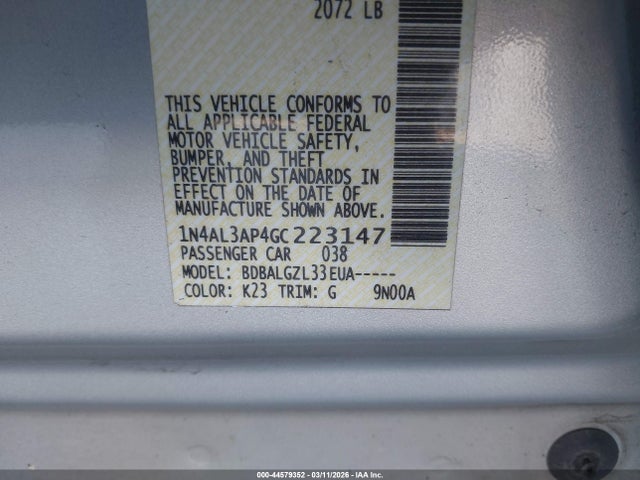 2072 LB
THIS VEHICLE CONFORMS TO
ALL APPLICABLE FEDERAL
MOTOR VEHICLE SAFETY,
BUMPER, AND THEFT
PREVENTION STANDARDS IN
EFFECT ON THE DATE OF
MANUFACTURE SHOWN ABOVE.
1N4AL3AP4GC223147
PASSENGER CAR 038
MODEL: BDBALGZL33EUA-----
COLOR: K23 TRIM: G 9N00A
000-44579352 - 03/11/2026 - IAA Inc.